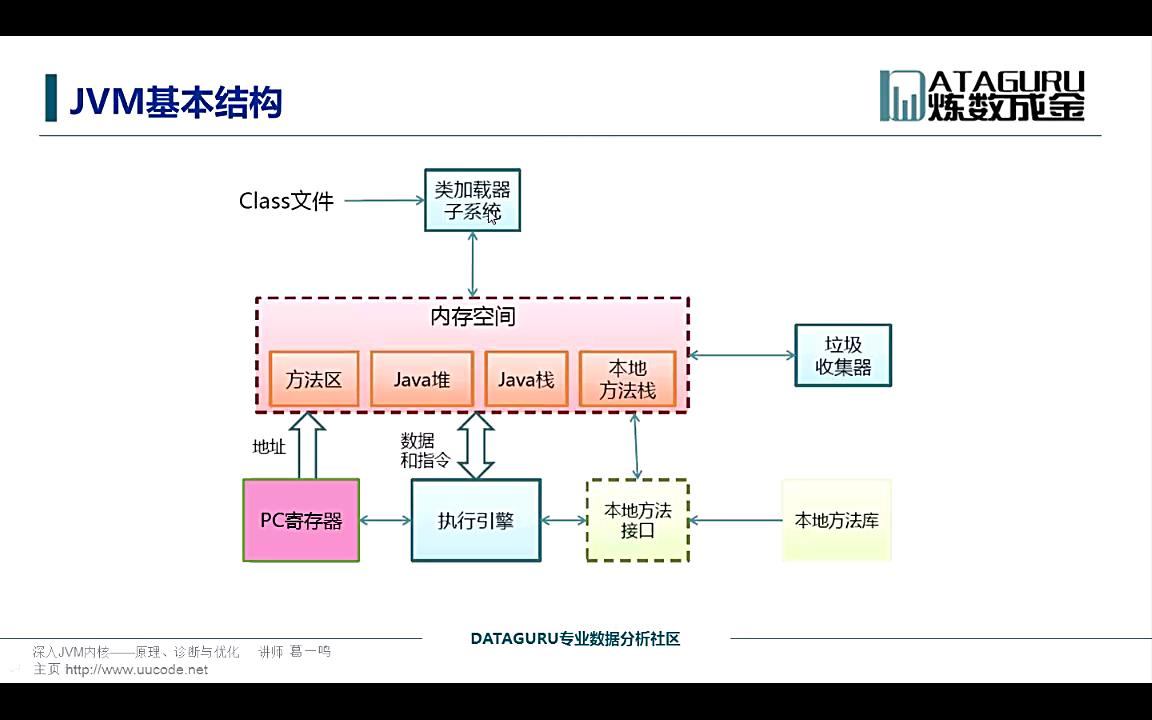 JVM基本结构
ATAGURU
炼数成金
Class文件
类加载器
子系统
内存空间
方法区
Java堆
Java栈
本地
方法栈
垃圾
收集器
地址
数据
和指令
PC寄存器
执行引擎
本地方法
接口
本地方法库
DATAGURU专业数据分析社区
深入JVM内核——原理、诊断与优化 讲师 葛一鸣
主页 http://www.uucode.net